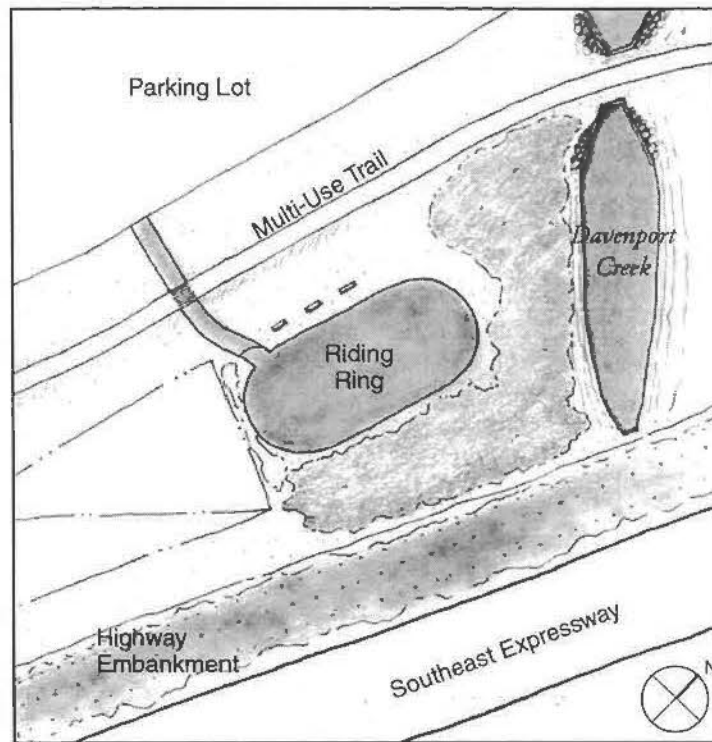 Parking Lot
Multi-Use Trail
Davenport
Creek
Riding
Ring
Highway
Embankment
Southeast Expressway
N